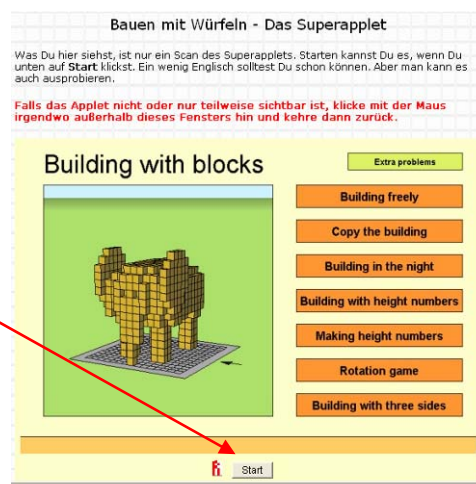 Bauen mit Würfeln - Das Superapplet
Was Du hier siehst, ist nur ein Scan des Superapplets. Starten kannst Du es, wenn Du
unten auf Start klickst. Ein wenig Englisch solltest Du schon können. Aber man kann es
auch ausprobieren.
Falls das Applet nicht oder nur teilweise sichtbar ist, klicke mit der Maus
irgendwo außerhalb dieses Fensters hin und kehre dann zurück.
Building with blocks
Extra problems
Building freely
Copy the building
Building in the night
Building with height numbers
Making height numbers
Rotation game
Building with three sides
Start